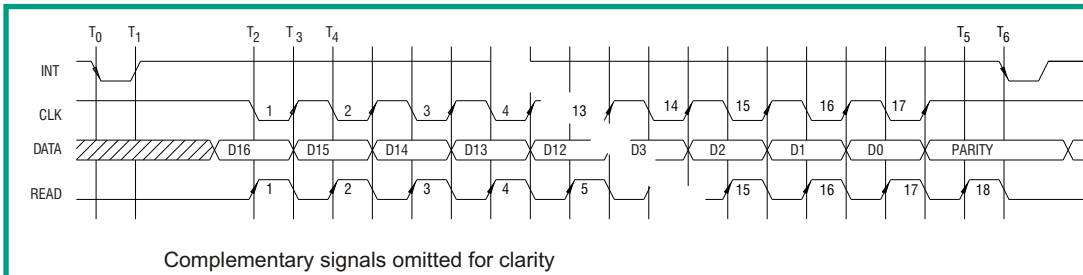 T0 T1 T2 T3 T4 T5 T6
INT
CLK 1 2 3 4 13 14 15 16 17
DATA D16 D15 D14 D13 D12 D3 D2 D1 D0 PARITY
READ 1 2 3 4 5 15 16 17 18
Complementary signals omitted for clarity